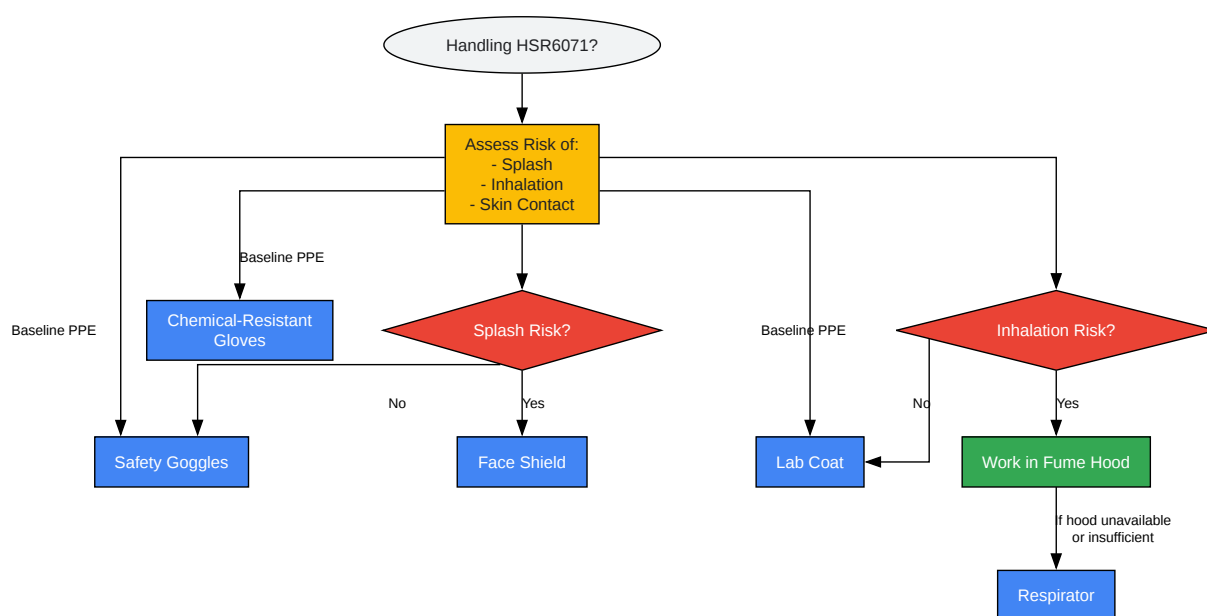 Handling HSR6071?
Assess Risk of:
- Splash
- Inhalation
- Skin Contact
Baseline PPE
Chemical-Resistant
Gloves
Baseline PPE
Splash Risk?
Baseline PPE
Inhalation Risk?
No
Yes
No
Yes
Safety Goggles
Face Shield
Lab Coat
Work in Fume Hood
If hood unavailable
or insufficient
Respirator